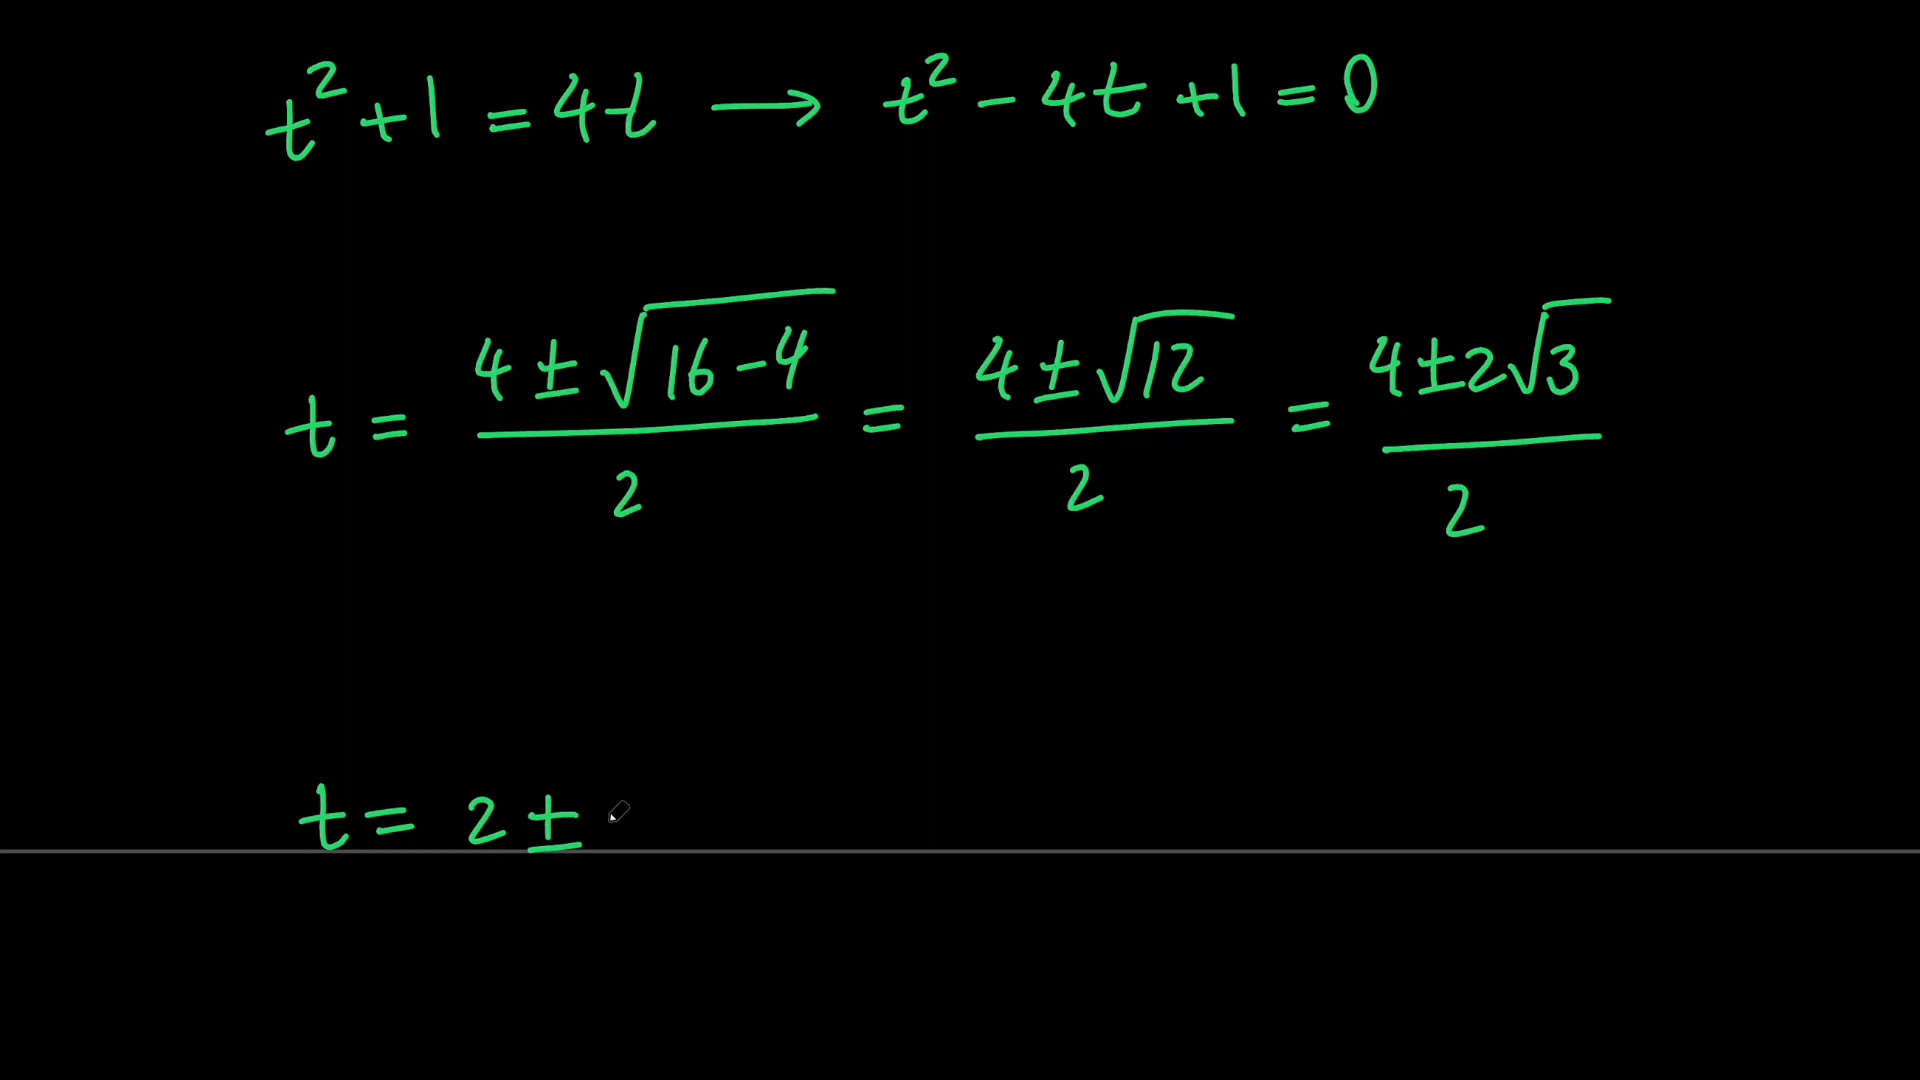 t² + 1 = 4t → t² - 4t + 1 = 0
t = (4 ± √(16 - 4))/2 = (4 ± √12)/2 = (4 ± 2√3)/2
t = 2 ±